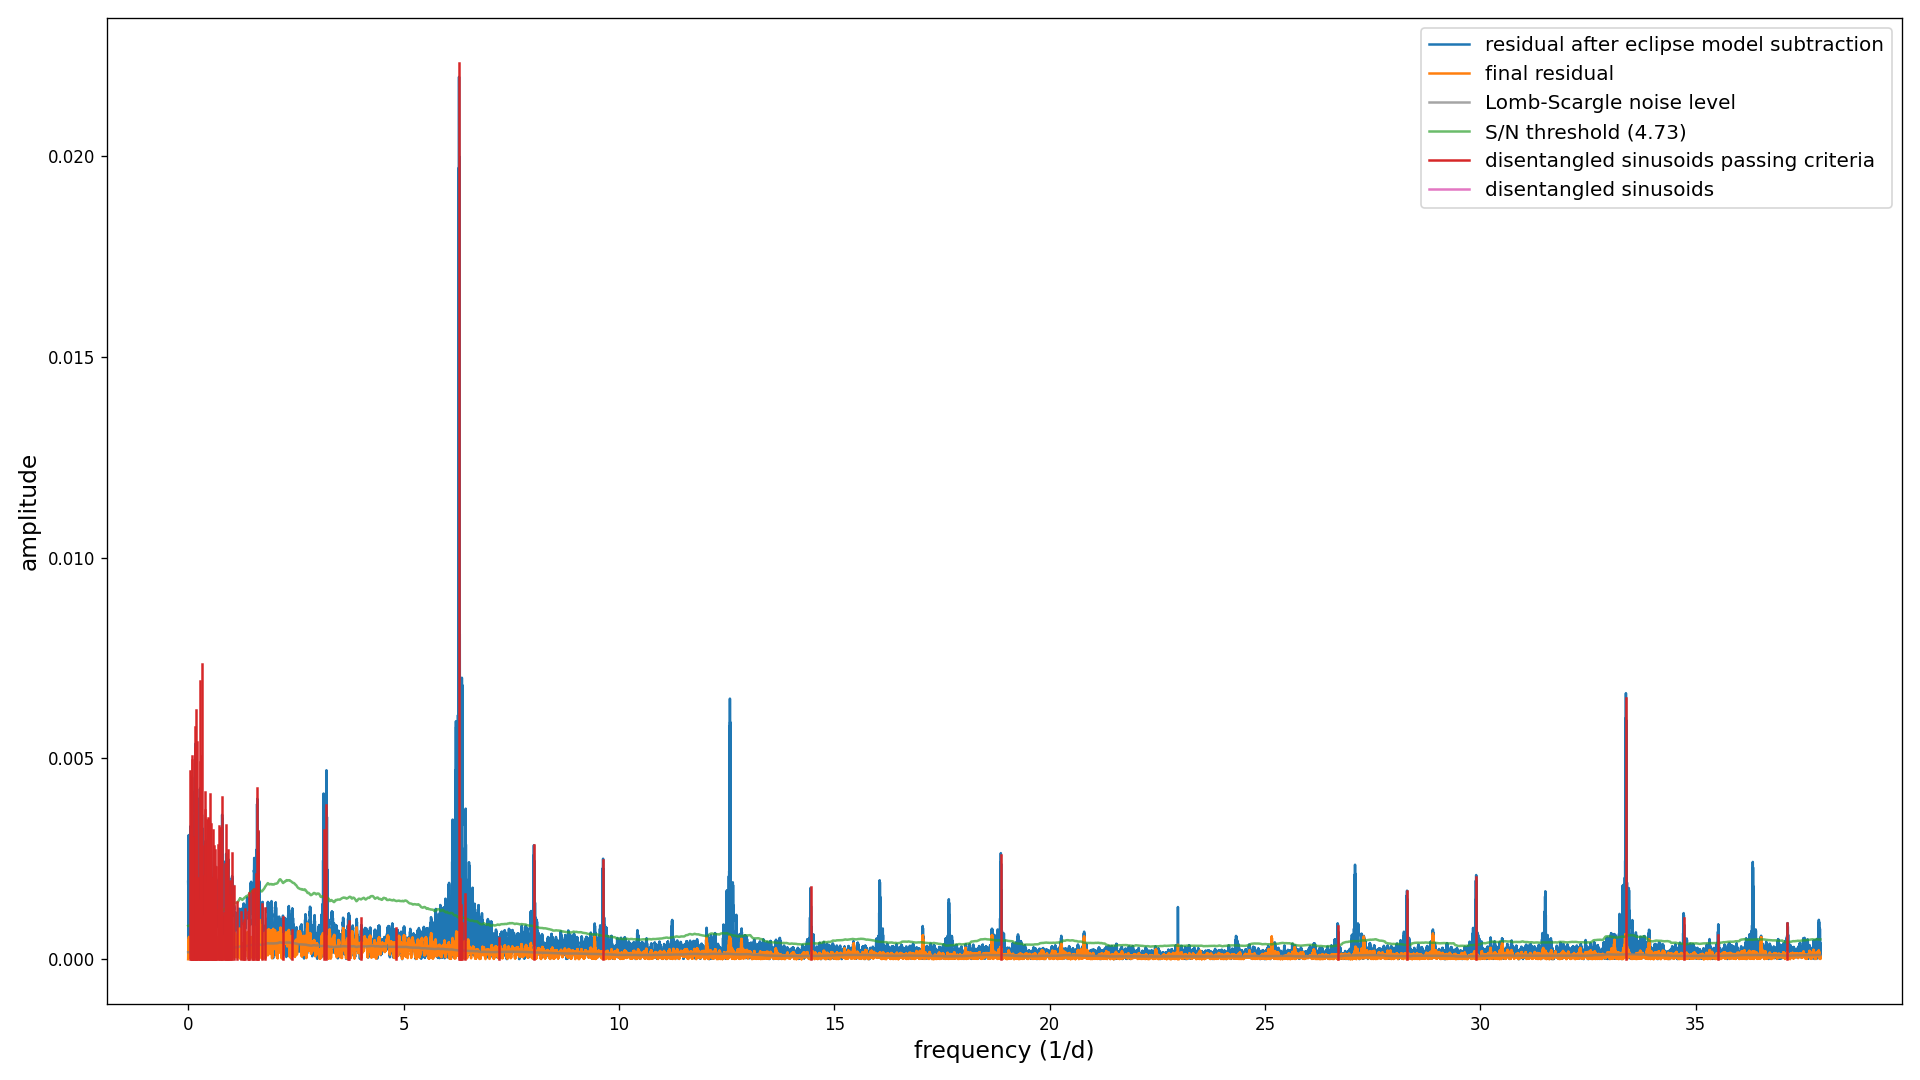 residual after eclipse model subtraction
final residual
Lomb-Scargle noise level
S/N threshold (4.73)
disentangled sinusoids passing criteria
disentangled sinusoids
amplitude
0.020
0.015
0.010
0.005
0.000
0 5 10 15 20 25 30 35
frequency (1/d)